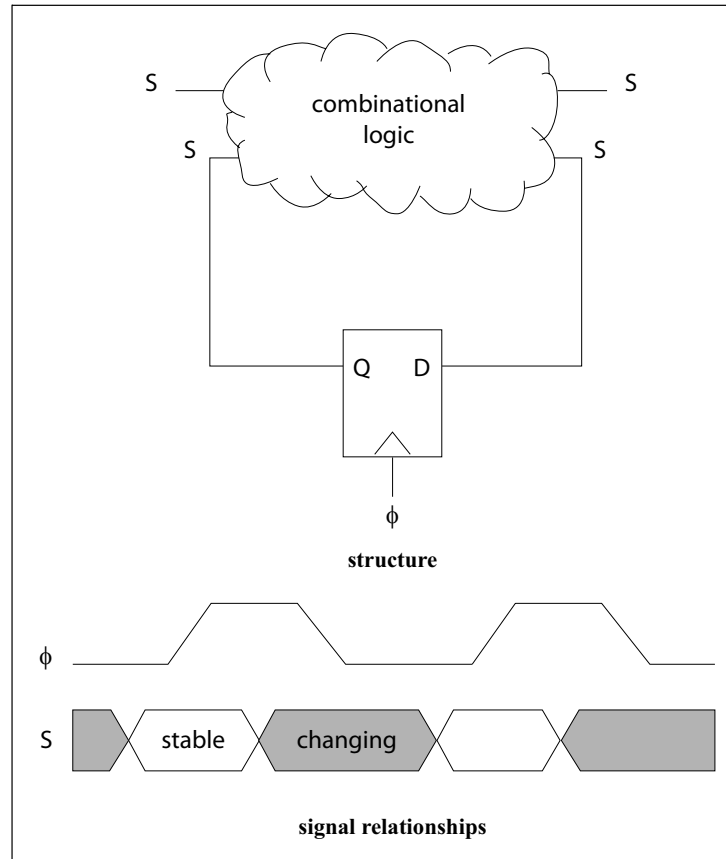 S S
combinational
logic
S S
Q D
ϕ
structure
ϕ
S stable changing
signal relationships